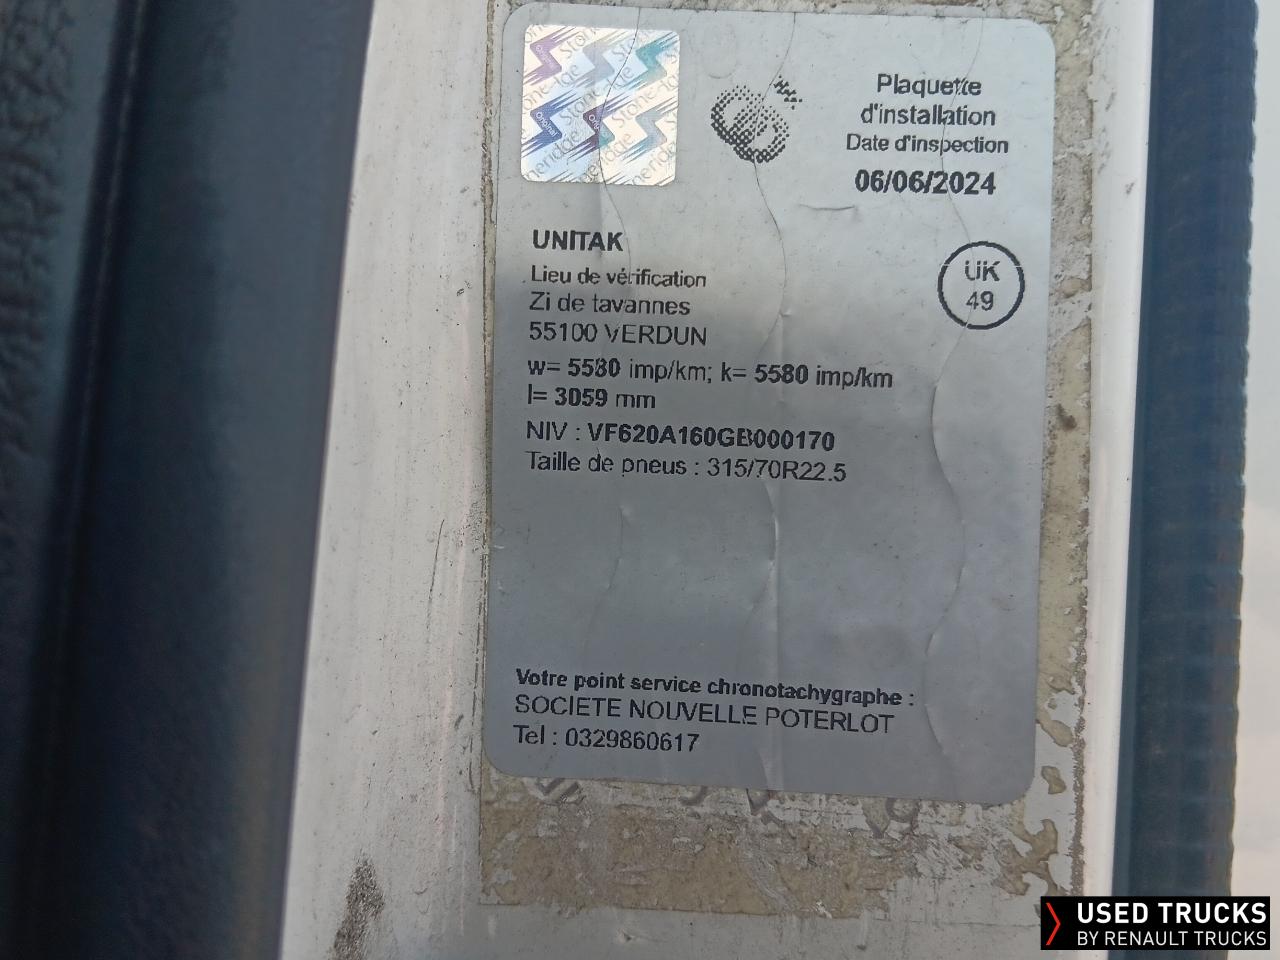 Plaquette
d'installation
Date d'inspection
06/06/2024
UNITAK
Lieu de vérification
Zi de tavannes
55100 VERDUN
UK
49
w= 5580 imp/km; k= 5580 imp/km
l= 3059 mm
NIV : VF620A160GB000170
Taille de pneus : 315/70R22.5
Votre point service chronotachygraphe :
SOCIETE NOUVELLE POTERLOT
Tel : 0329860617
USED TRUCKS
BY RENAULT TRUCKS